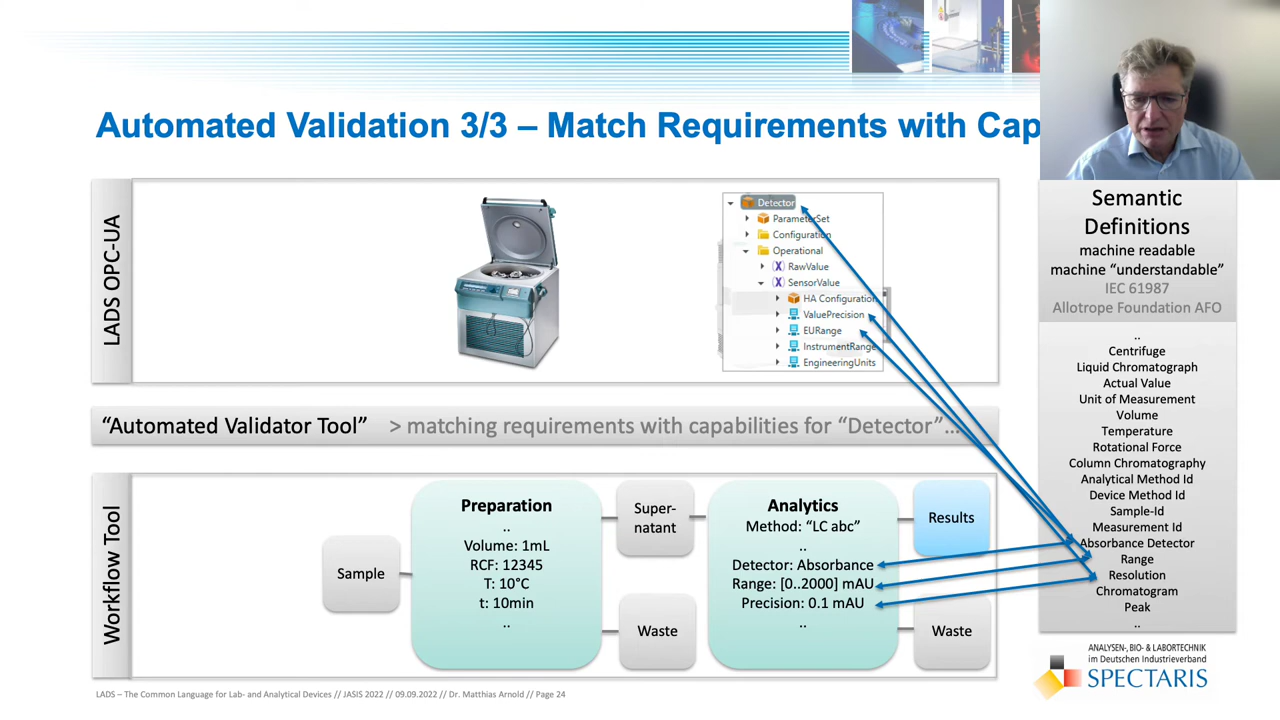 Automated Validation 3/3 – Match Requirements with Cap
LADS OPC-UA
Detector
ParameterSet
Configuration
Operational
RawValue
SensorValue
HA Configuration
ValuePrecision
EURange
InstrumentRange
EngineeringUnits
Semantic
Definitions
machine readable
machine “understandable”
IEC 61987
Allotrope Foundation AFO
..
Centrifuge
Liquid Chromatograph
Actual Value
Unit of Measurement
Volume
Temperature
Rotational Force
Column Chromatography
Analytical Method Id
Device Method Id
Sample-Id
Measurement Id
Absorbance Detector
Range
Resolution
Chromatogram
Peak
..
“Automated Validator Tool” > matching requirements with capabilities for “Detector”…
Workflow Tool
Sample
Preparation
..
Volume: 1mL
RCF: 12345
T: 10°C
t: 10min
..
Super-
natant
Waste
Analytics
Method: “LC abc”
..
Detector: Absorbance
Range: [0..2000] mAU
Precision: 0.1 mAU
..
Results
Waste
ANALYSEN-, BIO- & LABORTECHNIK
im Deutschen Industrieverband
SPECTARIS
LADS – The Common Language for Lab- and Analytical Devices // JASIS 2022 // 09.09.2022 // Dr. Matthias Arnold // Page 24